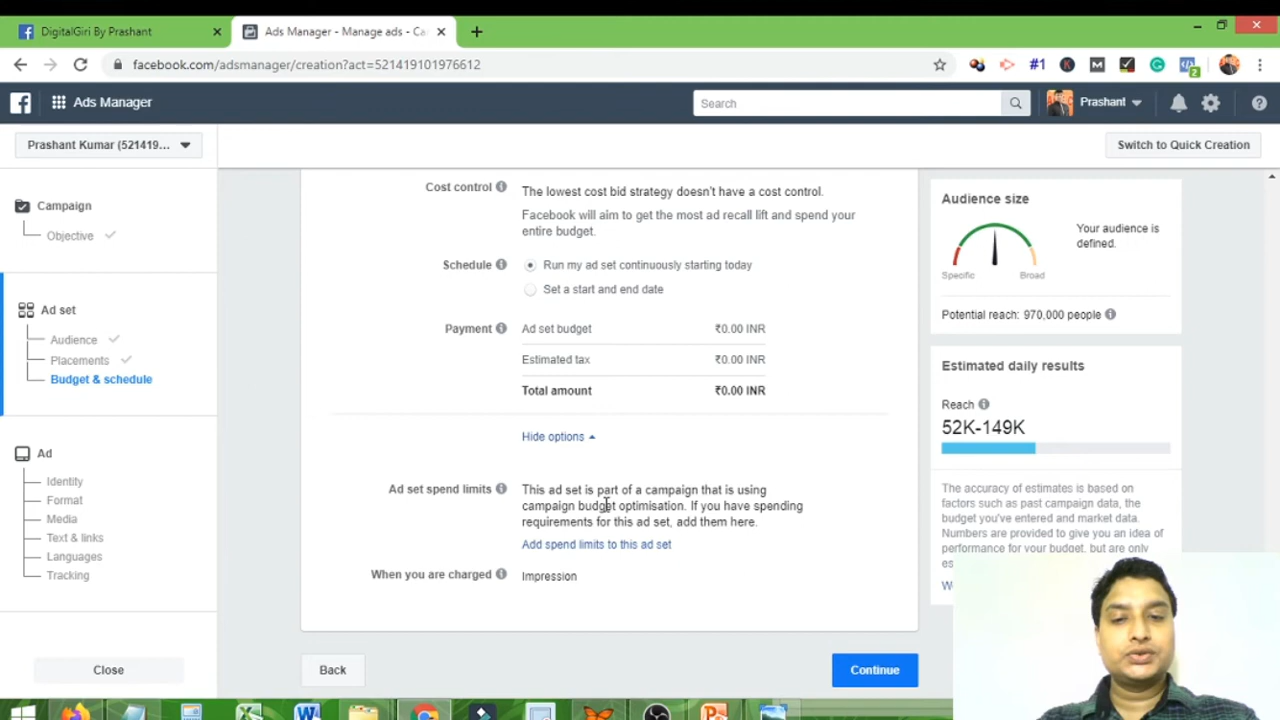 DigitalGiri By Prashant
Ads Manager - Manage ads - Ca
facebook.com/adsmanager/creation?act=521419101976612
#1
2
Ads Manager
Search
Prashant
Prashant Kumar (521419...
Switch to Quick Creation
Campaign
Objective
Ad set
Audience
Placements
Budget & schedule
Ad
Identity
Format
Media
Text & links
Languages
Tracking
Close
Cost control
The lowest cost bid strategy doesn't have a cost control.
Facebook will aim to get the most ad recall lift and spend your
entire budget.
Schedule
Run my ad set continuously starting today
Set a start and end date
Payment
Ad set budget ₹0.00 INR
Estimated tax ₹0.00 INR
Total amount ₹0.00 INR
Hide options
Ad set spend limits
This ad set is part of a campaign that is using
campaign budget optimisation. If you have spending
requirements for this ad set, add them here.
Add spend limits to this ad set
When you are charged
Impression
Back
Continue
Audience size
Your audience is
defined.
Specific Broad
Potential reach: 970,000 people
Estimated daily results
Reach
52K-149K
The accuracy of estimates is based on
factors such as past campaign data, the
budget you've entered and market data.
Numbers are provided to give you an idea of
performance for your budget, but are only